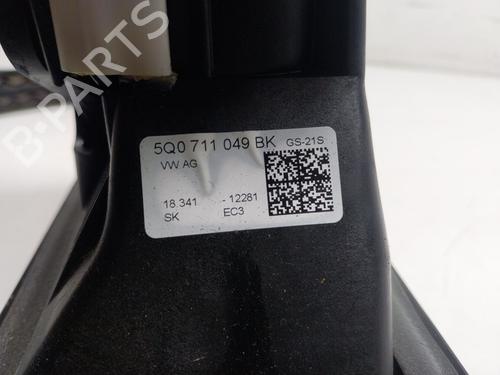 B-PARTS
5Q0 711 049 BK GS-21S
VW AG
18.341 - 12281
SK EC3